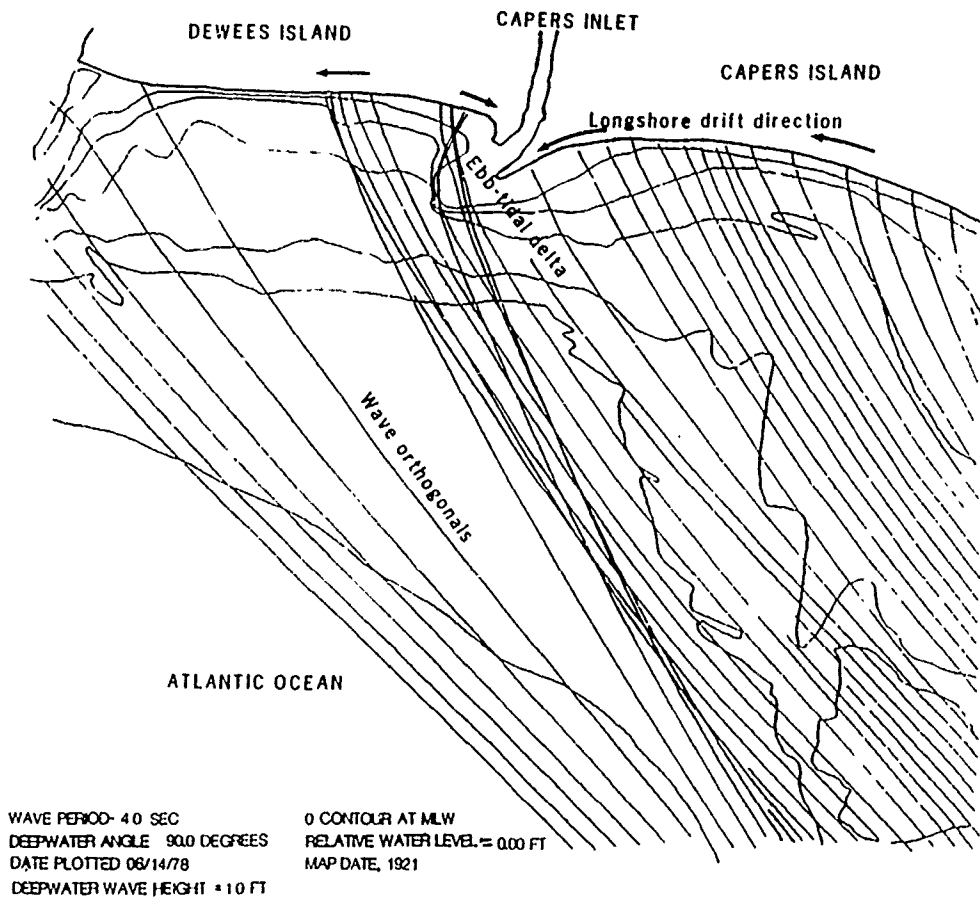 CAPERS INLET
DEWEES ISLAND
CAPERS ISLAND
Longshore drift direction
Ebb-tidal delta
Wave orthogonals
ATLANTIC OCEAN
WAVE PERIOD- 4.0 SEC
DEEPWATER ANGLE 90.0 DEGREES
DATE PLOTTED 06/14/78
DEEPWATER WAVE HEIGHT = 1.0 FT
0 CONTOUR AT MLW
RELATIVE WATER LEVEL = 0.00 FT
MAP DATE, 1921